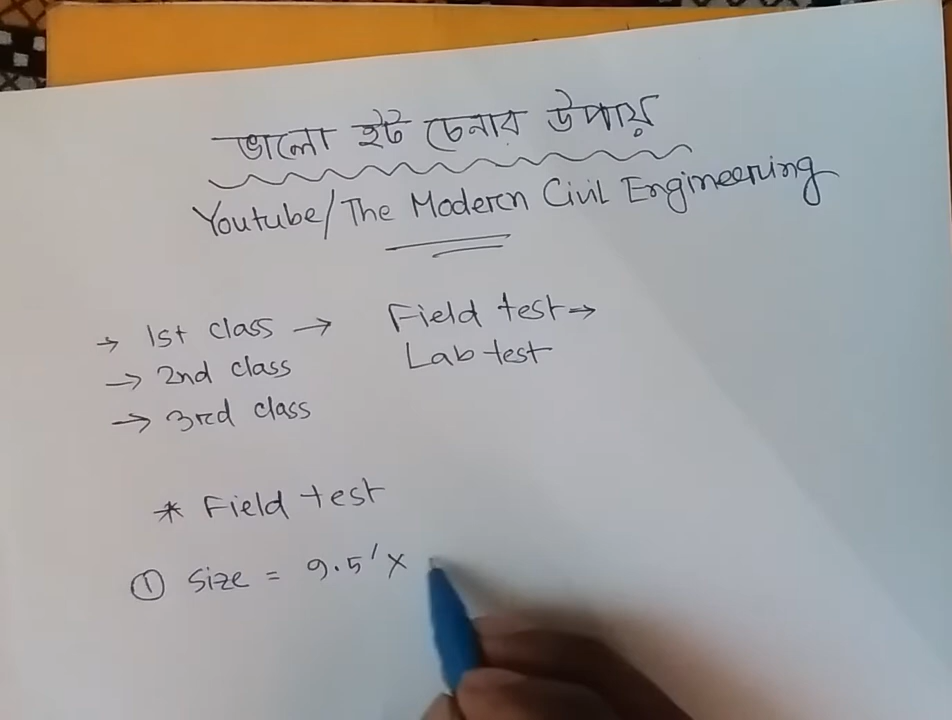 ভালো ইট চেনার উপায়
Youtube/The Modercn Civil Engineering
→ 1st class → Field test →
→ 2nd class Lab test
→ 3rd class
* Field test
① Size = 9.5' ×